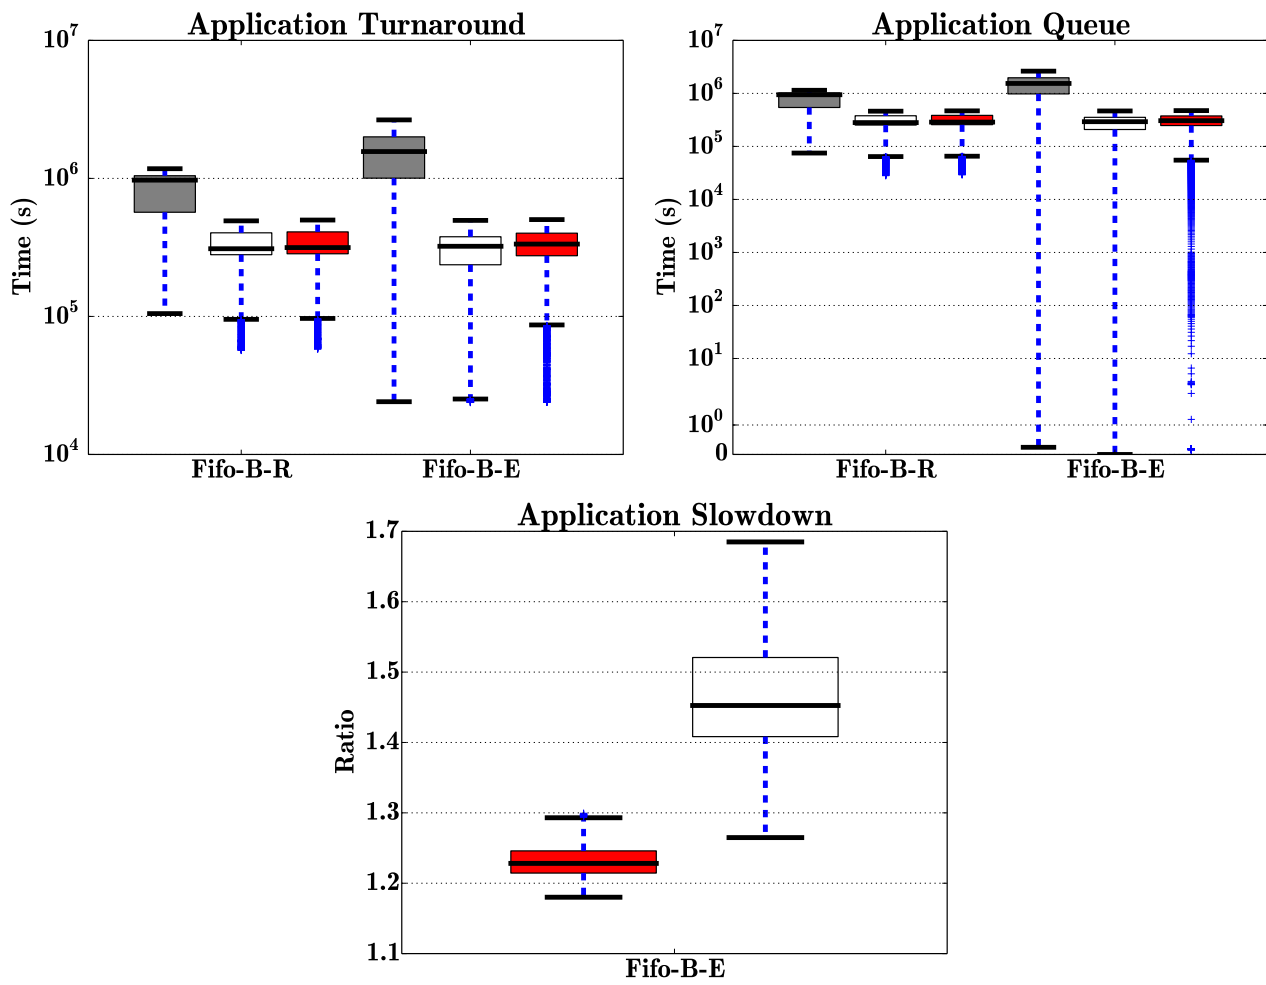 Application Turnaround
10^7
10^6
10^5
10^4
Time (s)
Fifo-B-R Fifo-B-E
Application Queue
10^7
10^6
10^5
10^4
10^3
10^2
10^1
10^0
0
Time (s)
Fifo-B-R Fifo-B-E
Application Slowdown
1.7
1.6
1.5
1.4
1.3
1.2
1.1
Ratio
Fifo-B-E